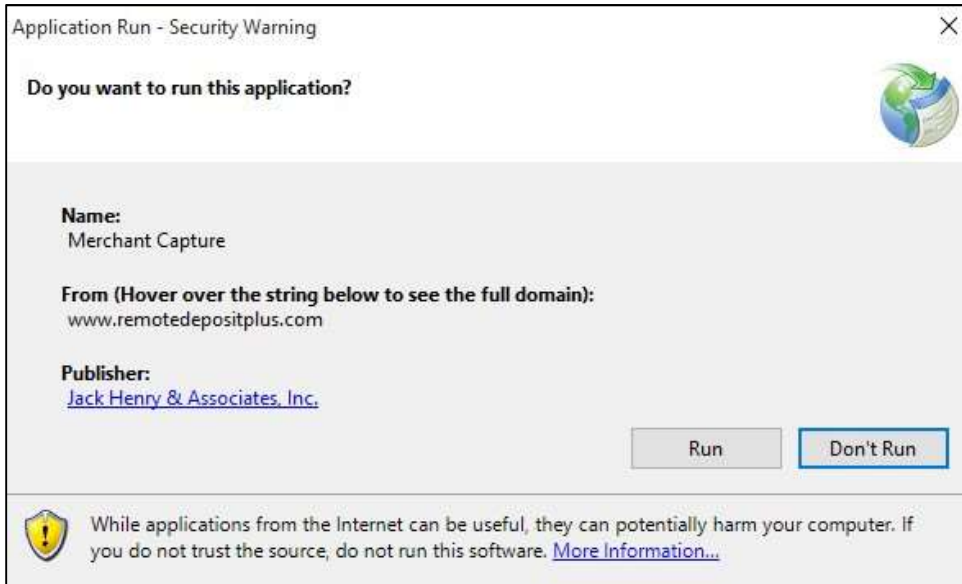 Application Run - Security Warning
Do you want to run this application?
Name:
Merchant Capture
From (Hover over the string below to see the full domain):
www.remotedepositplus.com
Publisher:
Jack Henry & Associates, Inc.
Run
Don't Run
While applications from the Internet can be useful, they can potentially harm your computer. If
you do not trust the source, do not run this software. More Information...